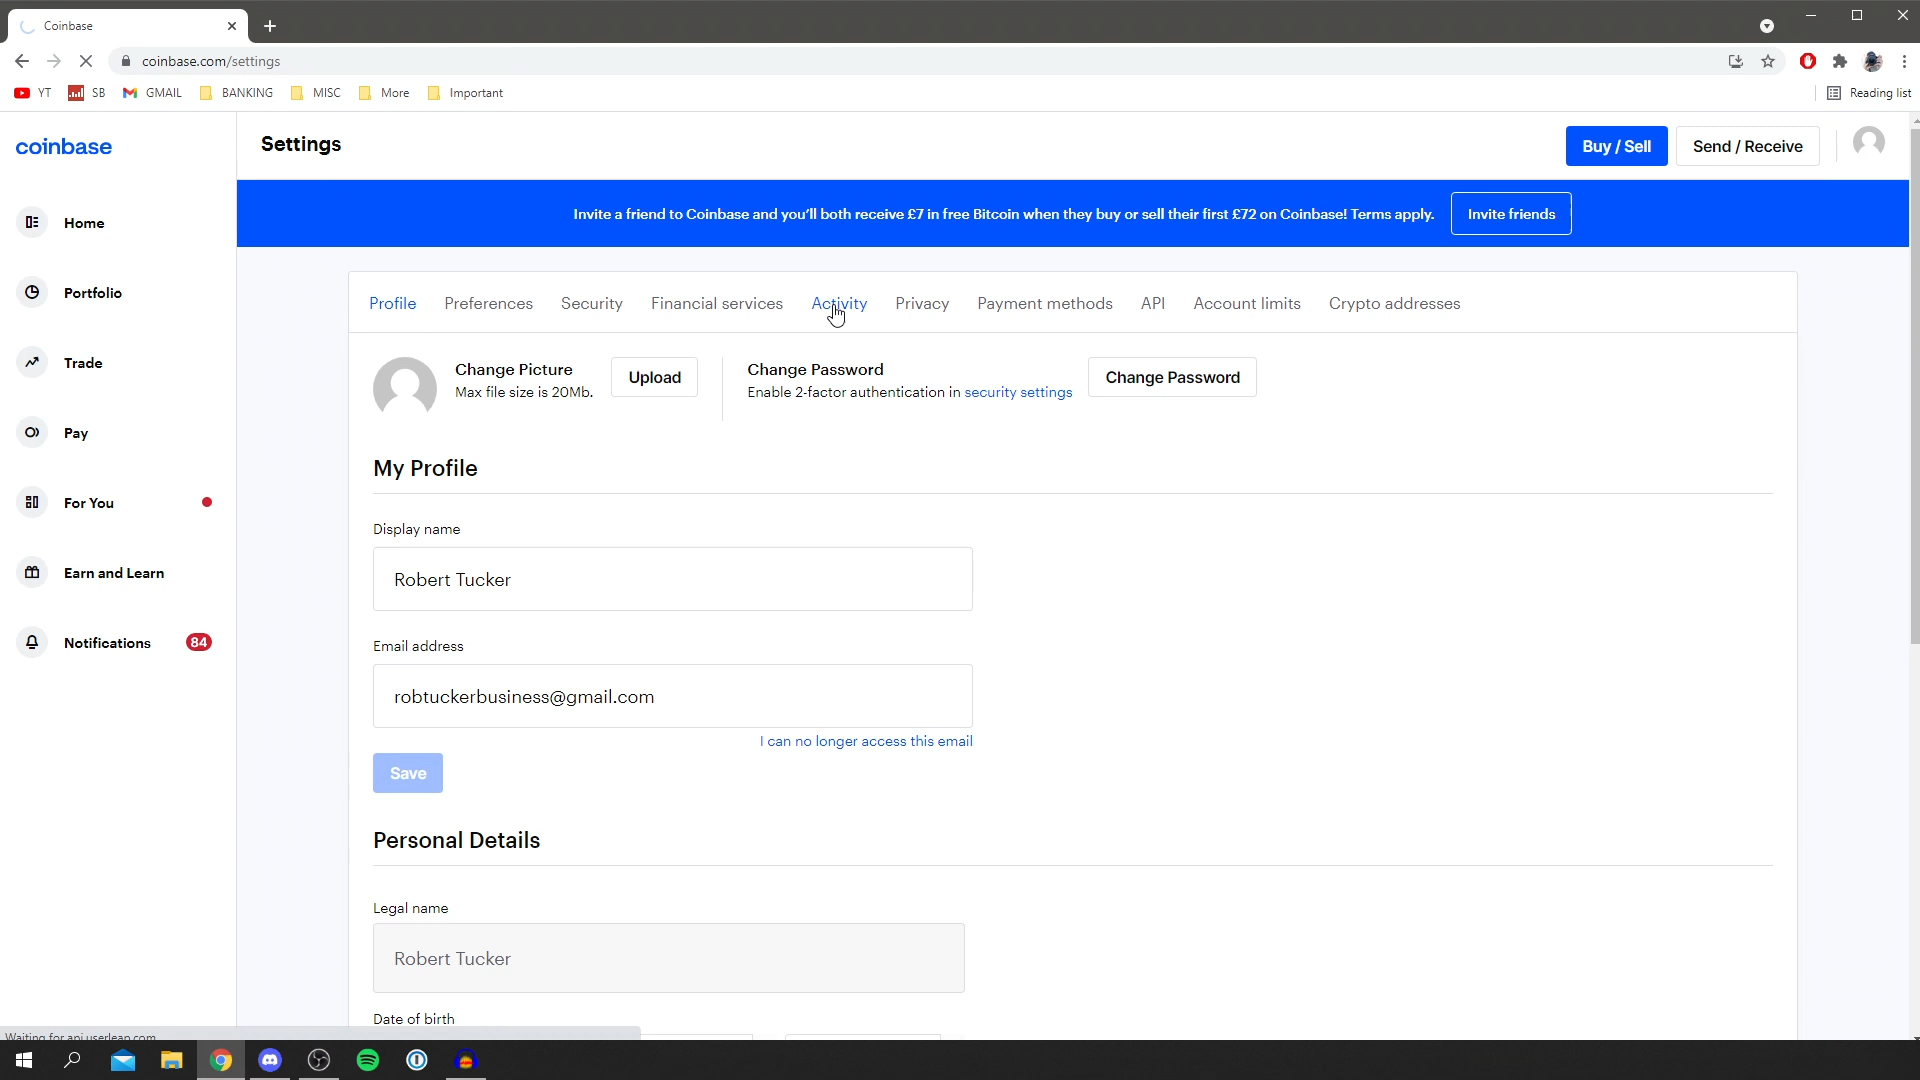 Coinbase
coinbase.com/settings
YT SB GMAIL BANKING MISC More Important Reading list
coinbase
Settings
Buy / Sell Send / Receive
Invite a friend to Coinbase and you'll both receive £7 in free Bitcoin when they buy or sell their first £72 on Coinbase! Terms apply. Invite friends
Home
Portfolio
Trade
Pay
For You
Earn and Learn
Notifications 84
Profile Preferences Security Financial services Activity Privacy Payment methods API Account limits Crypto addresses
Change Picture
Max file size is 20Mb.
Upload
Change Password
Enable 2-factor authentication in security settings
Change Password
My Profile
Display name
Robert Tucker
Email address
robtuckerbusiness@gmail.com
I can no longer access this email
Save
Personal Details
Legal name
Robert Tucker
Date of birth
Waiting for api.userleap.com